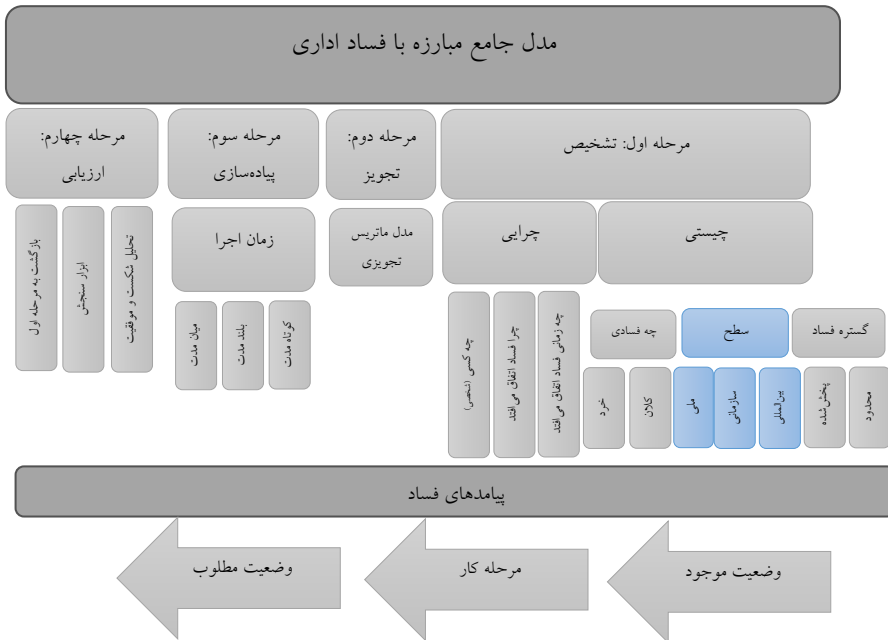 مدل جامع مبارزه با فساد اداری
مرحله اول: تشخیص
مرحله دوم:
تجویز
مرحله سوم:
پیاده‌سازی
مرحله چهارم:
ارزیابی
چیستی
چرایی
مدل ماتریس
تجویزی
زمان اجرا
تحلیل شکست و موفقیت
ابزار سنجش
بازگشت به مرحله اول
گستره فساد
سطح
چه فسادی
محدود
پخش‌شده
بین‌المللی
سازمانی
ملی
کلان
خرد
چه زمانی فساد اتفاق می‌افتد
چرا فساد اتفاق می‌افتد
چه کسی (شخصی)
کوتاه مدت
بلند مدت
میان مدت
پیامدهای فساد
وضعیت موجود
مرحله کار
وضعیت مطلوب